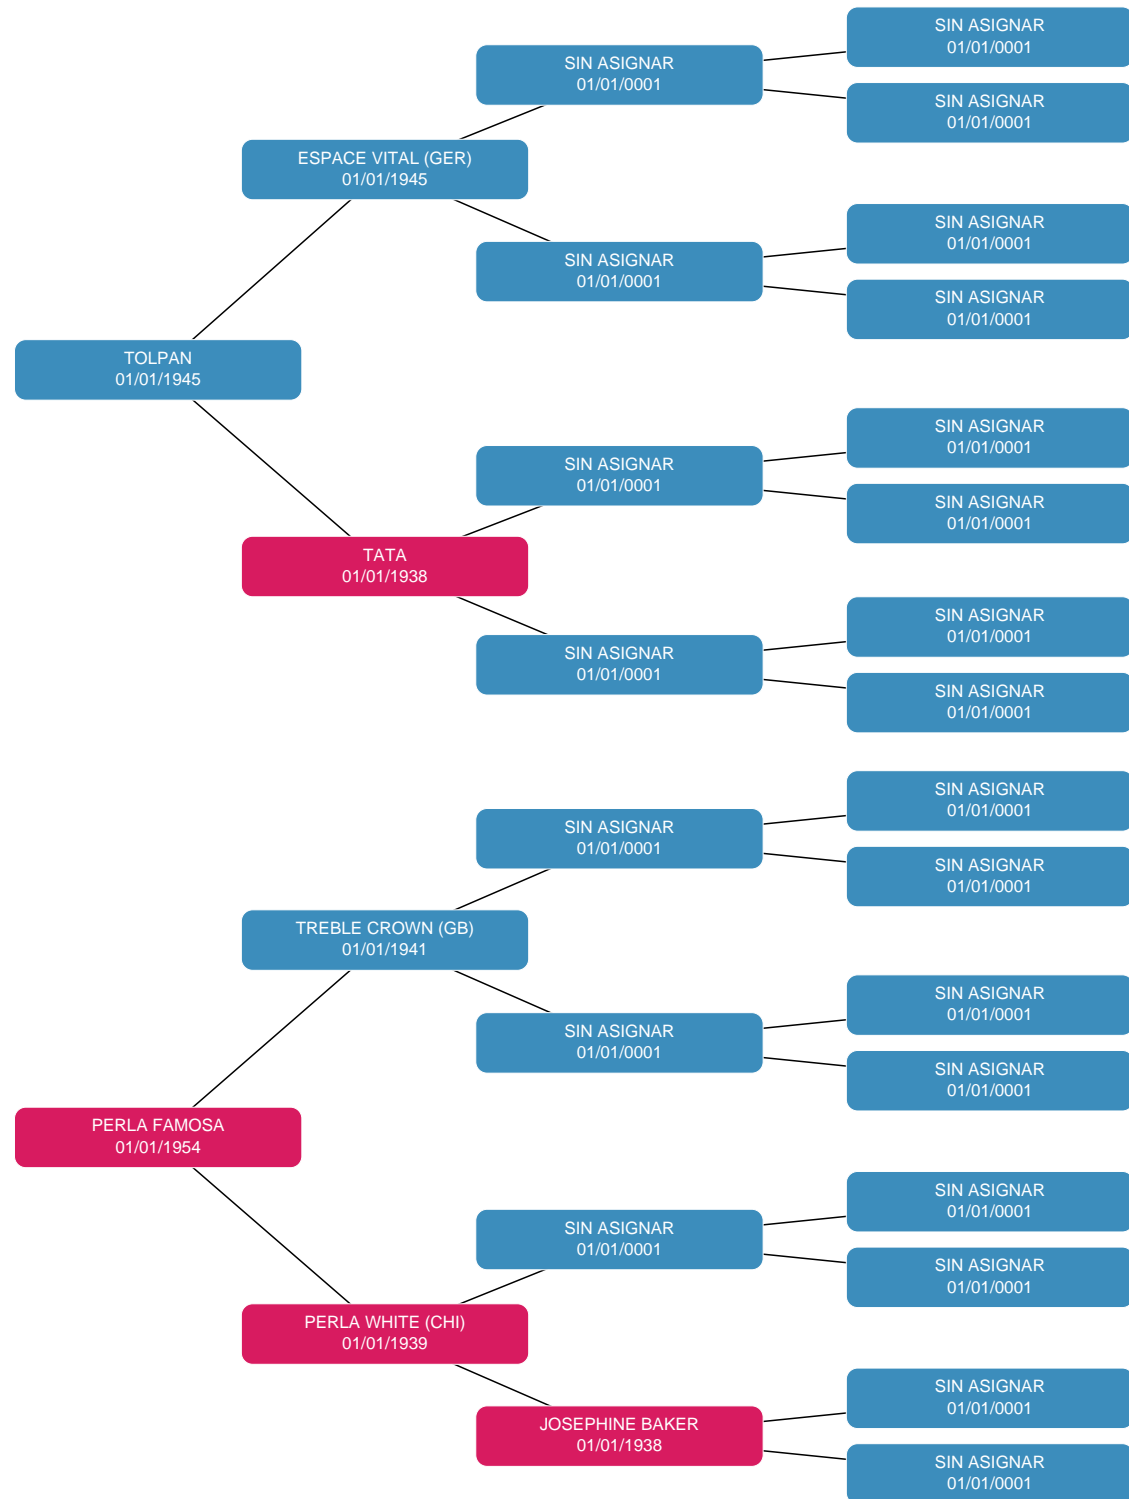 SIN ASIGNAR
01/01/0001
SIN ASIGNAR
01/01/0001
SIN ASIGNAR
01/01/0001
ESPACE VITAL (GER)
01/01/1945
SIN ASIGNAR
01/01/0001
SIN ASIGNAR
01/01/0001
SIN ASIGNAR
01/01/0001
TOLPAN
01/01/1945
SIN ASIGNAR
01/01/0001
SIN ASIGNAR
01/01/0001
SIN ASIGNAR
01/01/0001
TATA
01/01/1938
SIN ASIGNAR
01/01/0001
SIN ASIGNAR
01/01/0001
SIN ASIGNAR
01/01/0001
SIN ASIGNAR
01/01/0001
SIN ASIGNAR
01/01/0001
SIN ASIGNAR
01/01/0001
TREBLE CROWN (GB)
01/01/1941
SIN ASIGNAR
01/01/0001
SIN ASIGNAR
01/01/0001
SIN ASIGNAR
01/01/0001
PERLA FAMOSA
01/01/1954
SIN ASIGNAR
01/01/0001
SIN ASIGNAR
01/01/0001
SIN ASIGNAR
01/01/0001
PERLA WHITE (CHI)
01/01/1939
SIN ASIGNAR
01/01/0001
JOSEPHINE BAKER
01/01/1938
SIN ASIGNAR
01/01/0001